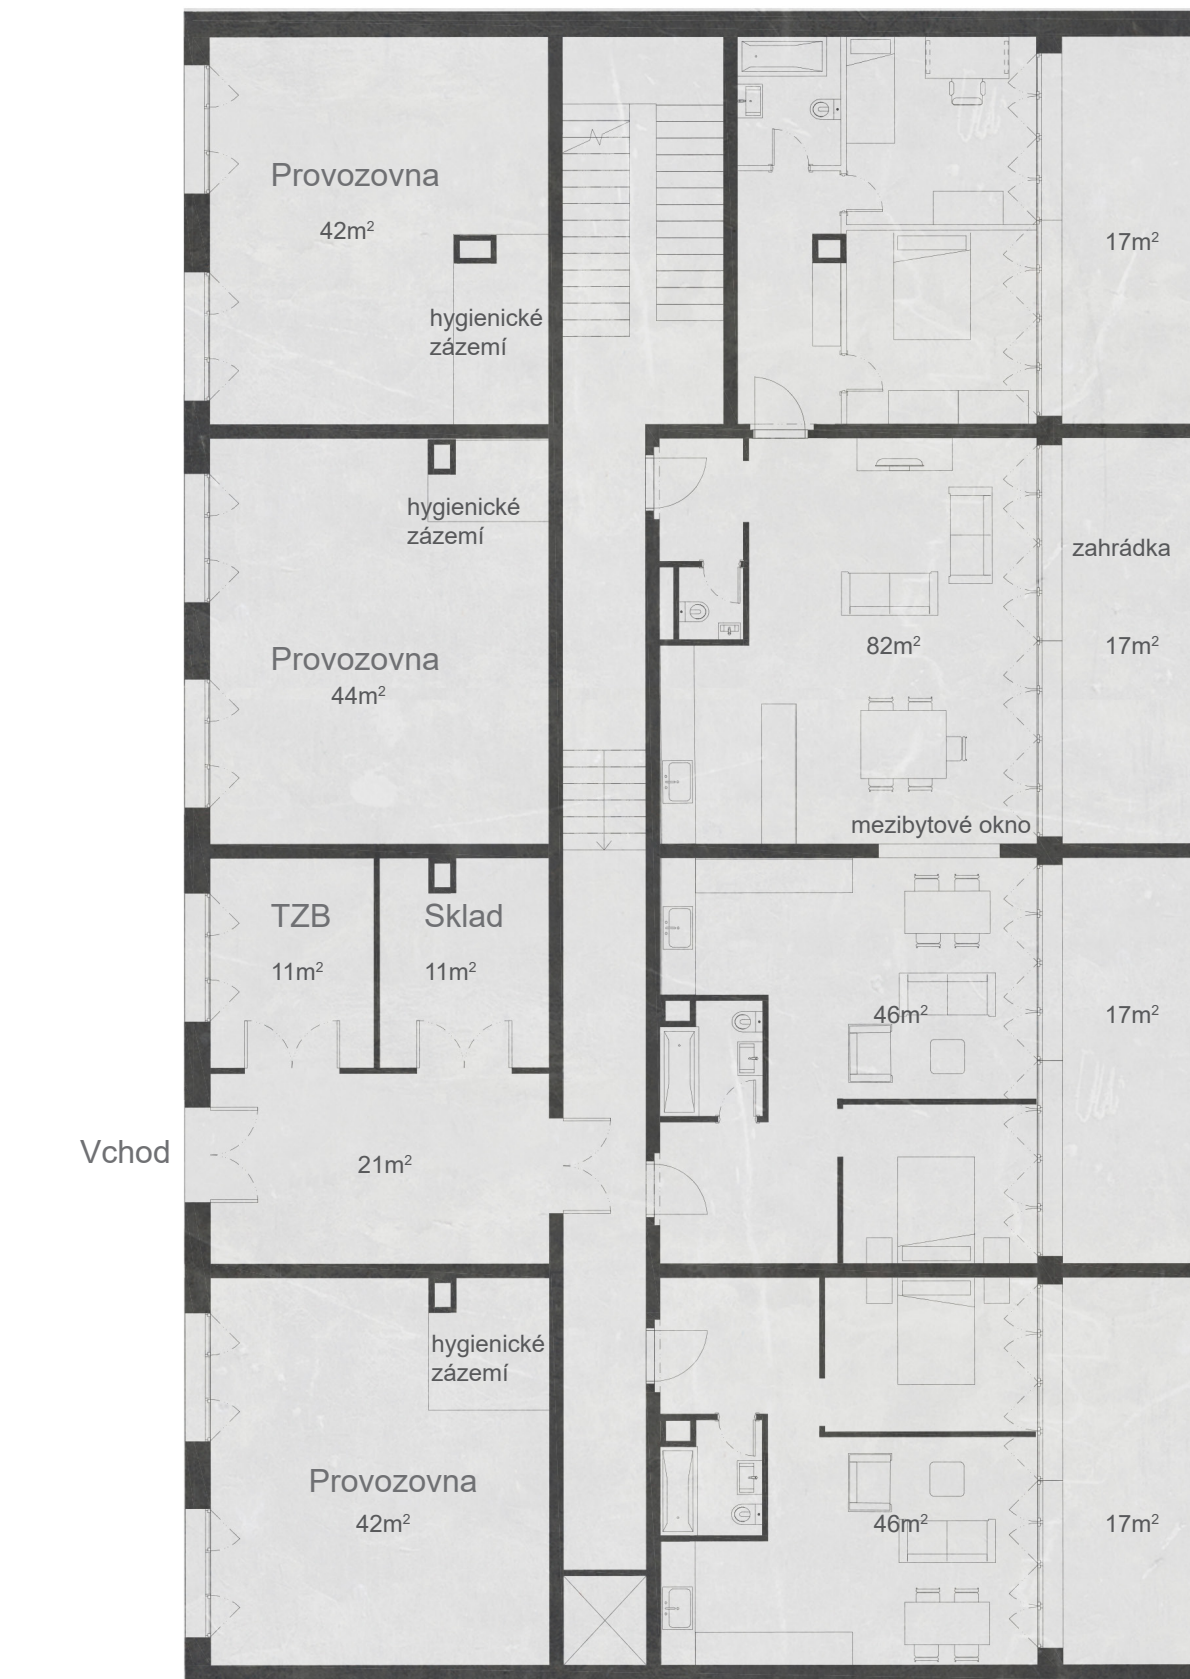 Provozovna
42m²
17m²
hygienické
zázemí
hygienické
zázemí
zahrádka
Provozovna
44m²
82m²
17m²
mezibytové okno
TZB
Sklad
11m²
11m²
46m²
17m²
Vchod
21m²
hygienické
zázemí
Provozovna
42m²
46m²
17m²